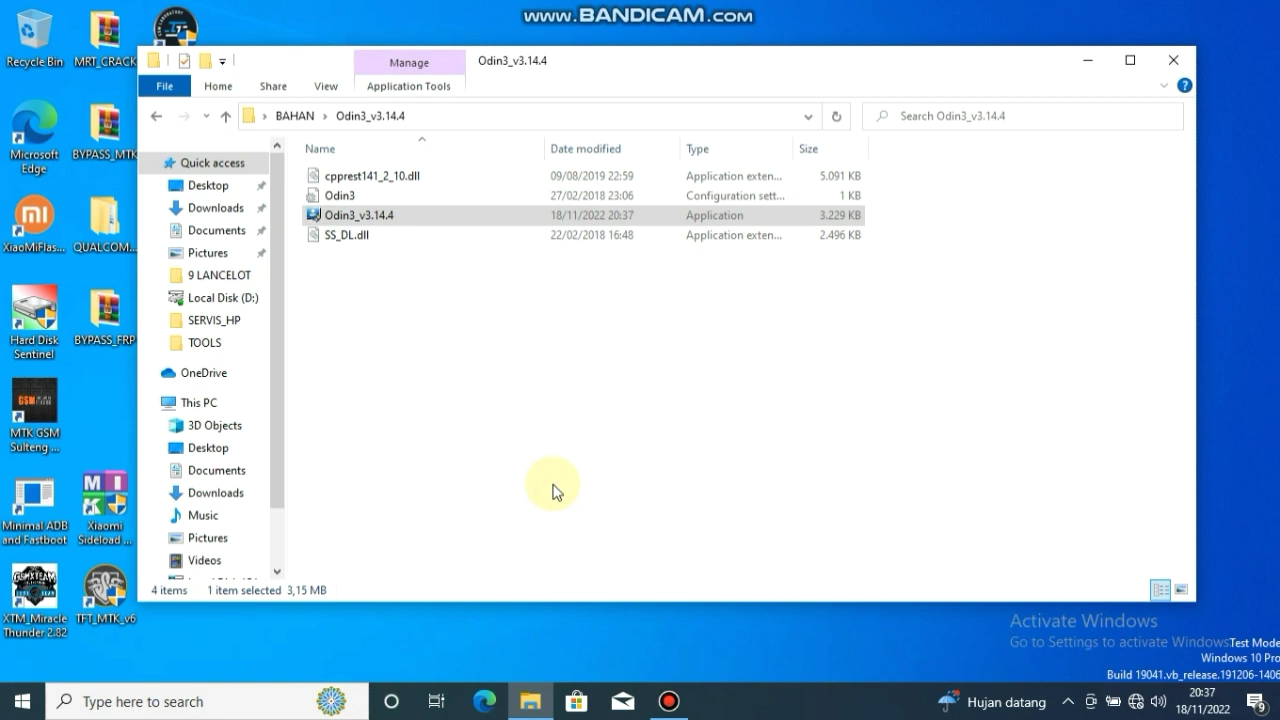 www.BANDICAM.com
Recycle Bin
MRT_CRACK
Microsoft
Edge
BYPASS_MTK
XiaoMiFlas...
QUALCOM...
Hard Disk
Sentinel
BYPASS_FRP
MTK GSM
Sulteng ...
Minimal ADB
and Fastboot
Xiaomi
Sideload ...
XTM_Miracle
Thunder 2.82
TFT_MTK_v6
Manage
Odin3_v3.14.4
File
Home
Share
View
Application Tools
BAHAN > Odin3_v3.14.4
Search Odin3_v3.14.4
Name
Date modified
Type
Size
cpprest141_2_10.dll 09/08/2019 22:59 Application exten... 5.091 KB
Odin3 27/02/2018 23:06 Configuration sett... 1 KB
Odin3_v3.14.4 18/11/2022 20:37 Application 3.229 KB
SS_DL.dll 22/02/2018 16:48 Application exten... 2.496 KB
Quick access
Desktop
Downloads
Documents
Pictures
9 LANCELOT
Local Disk (D:)
SERVIS_HP
TOOLS
OneDrive
This PC
3D Objects
Desktop
Documents
Downloads
Music
Pictures
Videos
4 items
1 item selected 3,15 MB
Activate Windows
Go to Settings to activate Windows.
Test Mode
Windows 10 Pro
Build 19041.vb_release.191206-1406
Type here to search
Hujan datang
20:37
18/11/2022
9